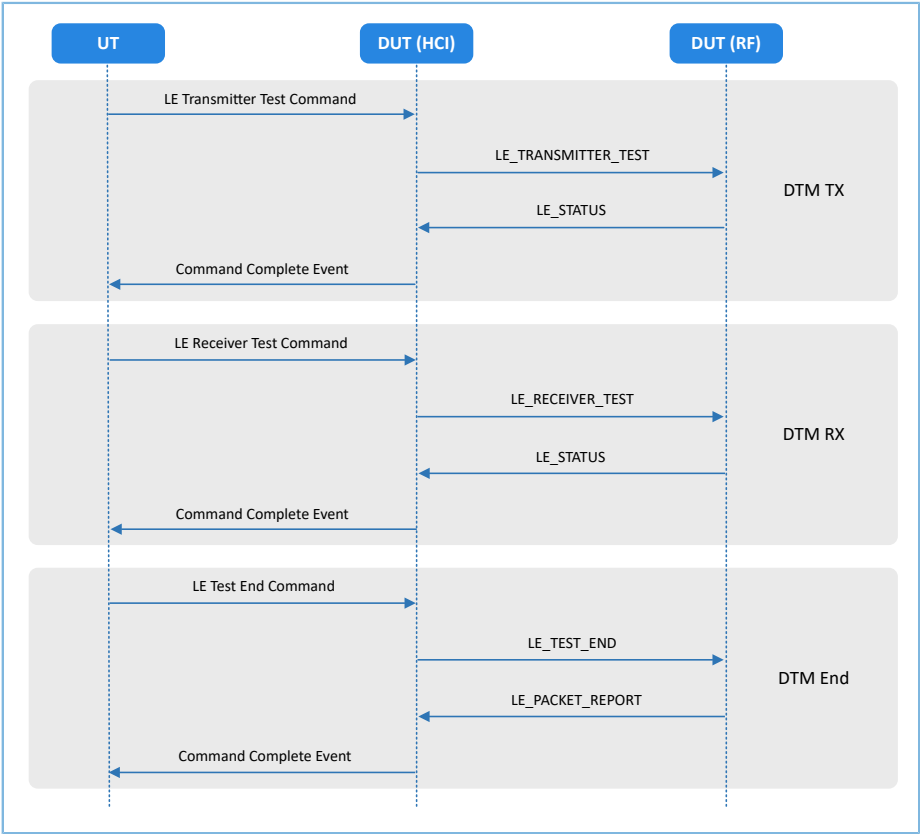 UT
DUT (HCI)
DUT (RF)
LE Transmitter Test Command
LE_TRANSMITTER_TEST
DTM TX
LE_STATUS
Command Complete Event
LE Receiver Test Command
LE_RECEIVER_TEST
DTM RX
LE_STATUS
Command Complete Event
LE Test End Command
LE_TEST_END
DTM End
LE_PACKET_REPORT
Command Complete Event